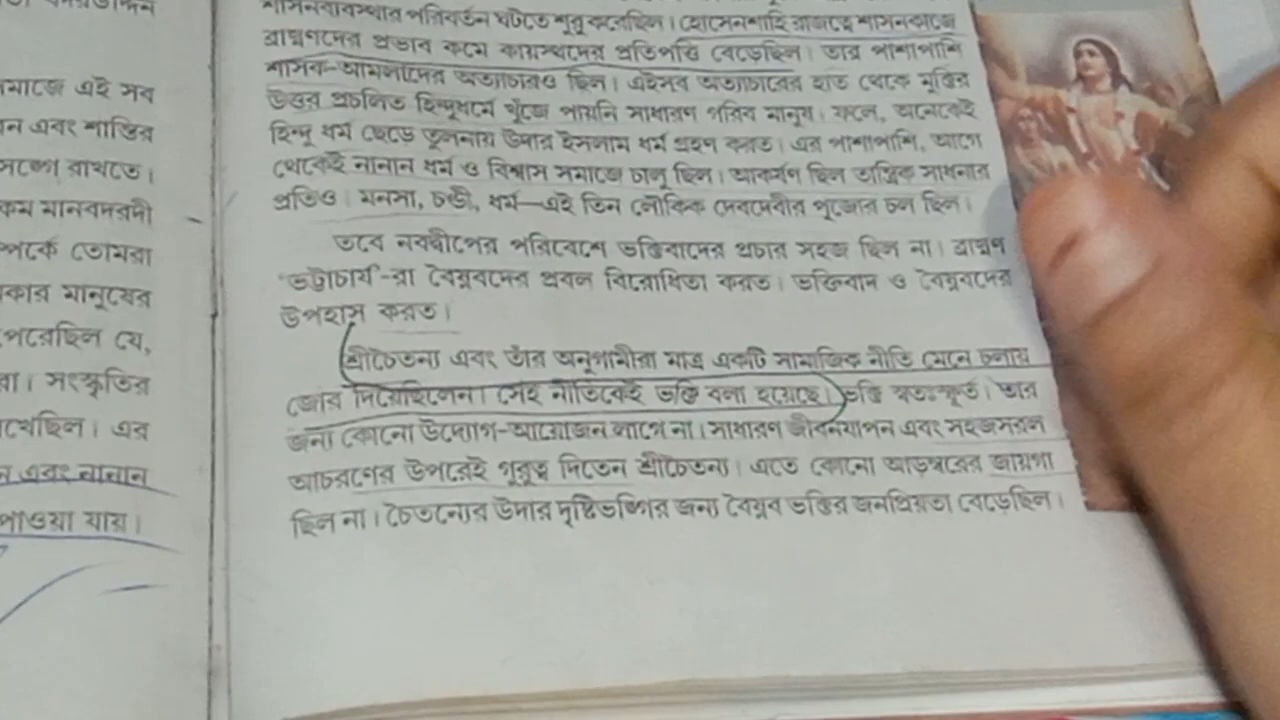 মাজে এই সব
ন এবং শান্তির
সঙ্গে রাখতে।
কম মানবদরদী
পর্কে তোমরা
কার মানুষের
পেরেছিল যে,
রা। সংস্কৃতির
খেছিল। এর
ন এবং নানান
পাওয়া যায়।
শাসনব্যবস্থার পরিবর্তন ঘটতে শুরু করেছিল। হোসেনশাহি রাজত্বে শাসনকাজে
ব্রাহ্মণদের প্রভাব কমে কায়স্থদের প্রতিপত্তি বেড়েছিল। তার পাশাপাশি
শাসক-আমলাদের অত্যাচারও ছিল। এইসব অত্যাচারের হাত থেকে মুক্তির
উত্তর প্রচলিত হিন্দুধর্মে খুঁজে পায়নি সাধারণ গরিব মানুষ। ফলে, অনেকেই
হিন্দু ধর্ম ছেড়ে তুলনায় উদার ইসলাম ধর্ম গ্রহণ করত। এর পাশাপাশি, আগে
থেকেই নানান ধর্ম ও বিশ্বাস সমাজে চালু ছিল। আকর্ষণ ছিল তান্ত্রিক সাধনার
প্রতিও। মনসা, চণ্ডী, ধর্ম—এই তিন লৌকিক দেবদেবীর পুজোর চল ছিল।
তবে নবদ্বীপের পরিবেশে ভক্তিবাদের প্রচার সহজ ছিল না। ব্রাহ্মণ
'ভট্টাচার্য'-রা বৈষ্ণবদের প্রবল বিরোধিতা করত। ভক্তিবাদ ও বৈষ্ণবদের
উপহাস করত।
শ্রীচৈতন্য এবং তাঁর অনুগামীরা মাত্র একটি সামাজিক নীতি মেনে চলায়
জোর দিয়েছিলেন। সেই নীতিকেই ভক্তি বলা হয়েছে। ভক্তি স্বতঃস্ফূর্ত। তার
জন্য কোনো উদ্যোগ-আয়োজন লাগে না। সাধারণ জীবনযাপন এবং সহজসরল
আচরণের উপরেই গুরুত্ব দিতেন শ্রীচৈতন্য। এতে কোনো আড়ম্বরের জায়গা
ছিল না। চৈতন্যের উদার দৃষ্টিভঙ্গির জন্য বৈষ্ণব ভক্তির জনপ্রিয়তা বেড়েছিল।